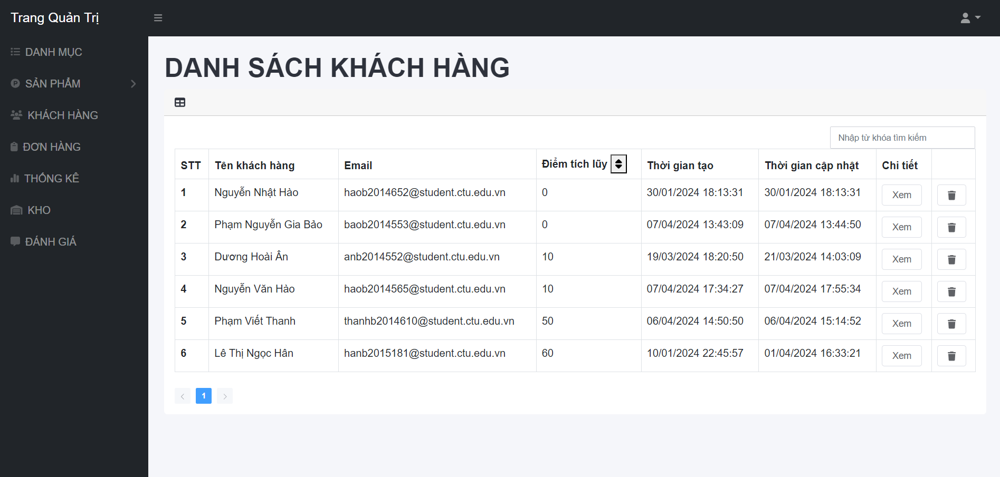 Trang Quản Trị
DANH MỤC
SẢN PHẨM
KHÁCH HÀNG
ĐƠN HÀNG
THỐNG KÊ
KHO
ĐÁNH GIÁ
DANH SÁCH KHÁCH HÀNG
Nhập từ khóa tìm kiếm
STT Tên khách hàng Email Điểm tích lũy Thời gian tạo Thời gian cập nhật Chi tiết
1 Nguyễn Nhật Hào haob2014652@student.ctu.edu.vn 0 30/01/2024 18:13:31 30/01/2024 18:13:31 Xem
2 Phạm Nguyễn Gia Bảo baob2014553@student.ctu.edu.vn 0 07/04/2024 13:43:09 07/04/2024 13:44:50 Xem
3 Dương Hoài Ân anb2014552@student.ctu.edu.vn 10 19/03/2024 18:20:50 21/03/2024 14:03:09 Xem
4 Nguyễn Văn Hào haob2014565@student.ctu.edu.vn 10 07/04/2024 17:34:27 07/04/2024 17:55:34 Xem
5 Phạm Viết Thanh thanhb2014610@student.ctu.edu.vn 50 06/04/2024 14:50:50 06/04/2024 15:14:52 Xem
6 Lê Thị Ngọc Hân hanb2015181@student.ctu.edu.vn 60 10/01/2024 22:45:57 01/04/2024 16:33:21 Xem
1